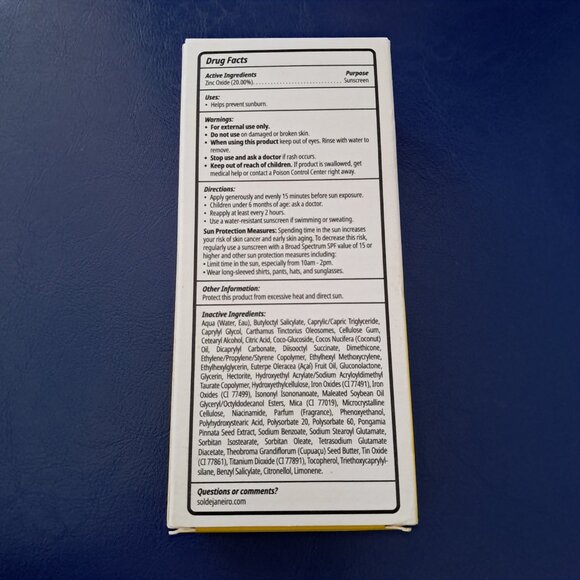 Drug Facts
Active Ingredients Purpose
Zinc Oxide (20.00%)........................................Sunscreen
Uses:
• Helps prevent sunburn.
Warnings:
• For external use only.
• Do not use on damaged or broken skin.
• When using this product keep out of eyes. Rinse with water to
remove.
• Stop use and ask a doctor if rash occurs.
• Keep out of reach of children. If product is swallowed, get
medical help or contact a Poison Control Center right away.
Directions:
• Apply generously and evenly 15 minutes before sun exposure.
• Children under 6 months of age: ask a doctor.
• Reapply at least every 2 hours.
• Use a water-resistant sunscreen if swimming or sweating.
Sun Protection Measures: Spending time in the sun increases
your risk of skin cancer and early skin aging. To decrease this risk,
regularly use a sunscreen with a Broad Spectrum SPF value of 15 or
higher and other sun protection measures including:
• Limit time in the sun, especially from 10am - 2pm.
• Wear long-sleeved shirts, pants, hats, and sunglasses.
Other Information:
Protect this product from excessive heat and direct sun.
Inactive Ingredients:
Aqua (Water, Eau), Butyloctyl Salicylate, Caprylic/Capric Triglyceride,
Caprylyl Glycol, Carthamus Tinctorius Oleosomes, Cellulose Gum,
Cetearyl Alcohol, Citric Acid, Coco-Glucoside, Cocos Nucifera (Coconut)
Oil, Dicaprylyl Carbonate, Diisooctyl Succinate, Dimethicone,
Ethylene/Propylene/Styrene Copolymer, Ethylhexyl Methoxycrylene,
Ethylhexylglycerin, Euterpe Oleracea (Açaí) Fruit Oil, Gluconolactone,
Glycerin, Hectorite, Hydroxyethyl Acrylate/Sodium Acryloyldimethyl
Taurate Copolymer, Hydroxyethylcellulose, Iron Oxides (CI 77491), Iron
Oxides (CI 77499), Isononyl Isononanoate, Maleated Soybean Oil
Glyceryl/Octyldodecanol Esters, Mica (CI 77019), Microcrystalline
Cellulose, Niacinamide, Parfum (Fragrance), Phenoxyethanol,
Polyhydroxystearic Acid, Polysorbate 20, Polysorbate 60, Pongamia
Pinnata Seed Extract, Sodium Benzoate, Sodium Stearoyl Glutamate,
Sorbitan Isostearate, Sorbitan Oleate, Tetrasodium Glutamate
Diacetate, Theobroma Grandiflorum (Cupuaçu) Seed Butter, Tin Oxide
(CI 77861), Titanium Dioxide (CI 77891), Tocopherol, Triethoxycaprylyl-
silane, Benzyl Salicylate, Citronellol, Limonene.
Questions or comments?
soldejaneiro.com